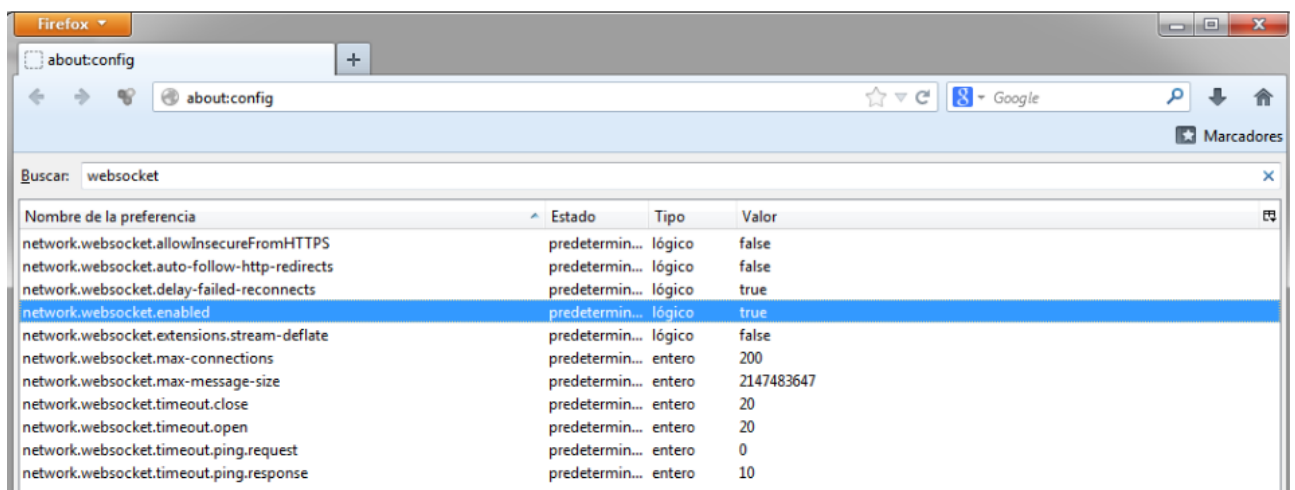 Firefox
about:config
about:config
Google
Marcadores
Buscar: websocket
Nombre de la preferencia Estado Tipo Valor
network.websocket.allowInsecureFromHTTPS predetermin... lógico false
network.websocket.auto-follow-http-redirects predetermin... lógico false
network.websocket.delay-failed-reconnects predetermin... lógico true
network.websocket.enabled predetermin... lógico true
network.websocket.extensions.stream-deflate predetermin... lógico false
network.websocket.max-connections predetermin... entero 200
network.websocket.max-message-size predetermin... entero 2147483647
network.websocket.timeout.close predetermin... entero 20
network.websocket.timeout.open predetermin... entero 20
network.websocket.timeout.ping.request predetermin... entero 0
network.websocket.timeout.ping.response predetermin... entero 10